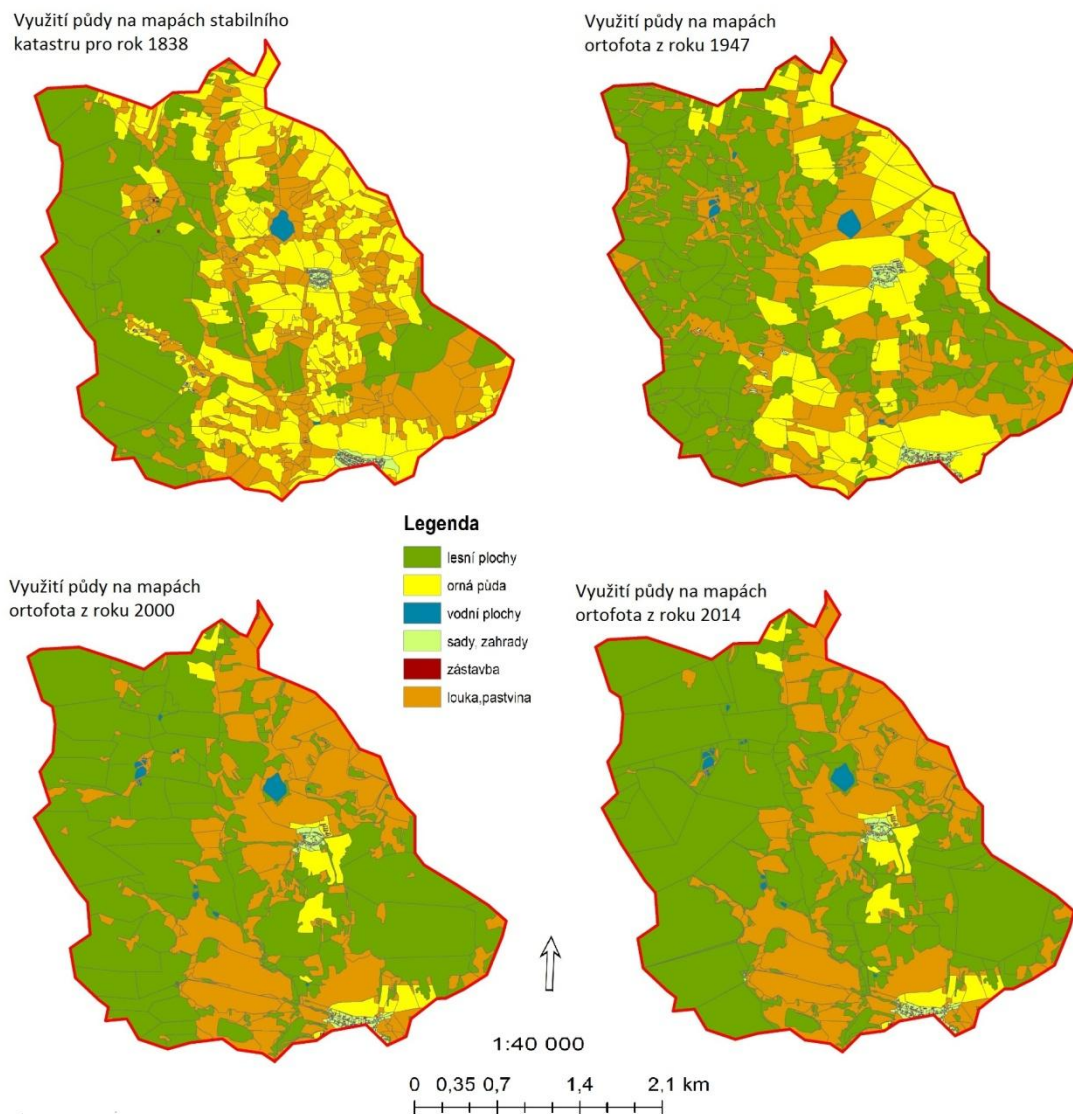 Využití půdy na mapách stabilního
katastru pro rok 1838
Využití půdy na mapách
ortofota z roku 1947
Legenda
lesní plochy
orná pùda
vodní plochy
sady, zahrady
zástavba
louka,pastvina
Využití půdy na mapách
ortofota z roku 2000
Využití půdy na mapách
ortofota z roku 2014
1:40 000
0 0,35 0,7 1,4 2,1 km